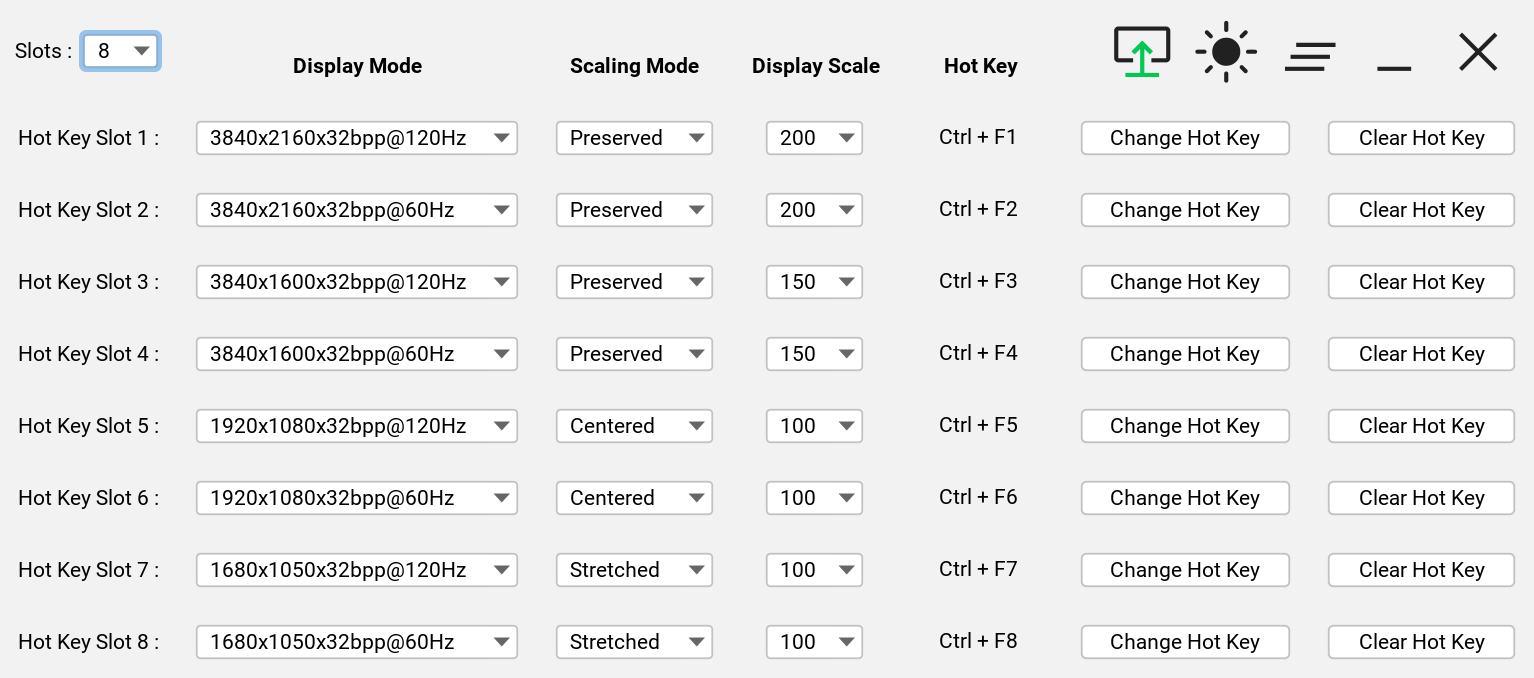 Slots : 8
Display Mode Scaling Mode Display Scale Hot Key
Hot Key Slot 1 : 3840x2160x32bpp@120Hz Preserved 200 Ctrl + F1 Change Hot Key Clear Hot Key
Hot Key Slot 2 : 3840x2160x32bpp@60Hz Preserved 200 Ctrl + F2 Change Hot Key Clear Hot Key
Hot Key Slot 3 : 3840x1600x32bpp@120Hz Preserved 150 Ctrl + F3 Change Hot Key Clear Hot Key
Hot Key Slot 4 : 3840x1600x32bpp@60Hz Preserved 150 Ctrl + F4 Change Hot Key Clear Hot Key
Hot Key Slot 5 : 1920x1080x32bpp@120Hz Centered 100 Ctrl + F5 Change Hot Key Clear Hot Key
Hot Key Slot 6 : 1920x1080x32bpp@60Hz Centered 100 Ctrl + F6 Change Hot Key Clear Hot Key
Hot Key Slot 7 : 1680x1050x32bpp@120Hz Stretched 100 Ctrl + F7 Change Hot Key Clear Hot Key
Hot Key Slot 8 : 1680x1050x32bpp@60Hz Stretched 100 Ctrl + F8 Change Hot Key Clear Hot Key